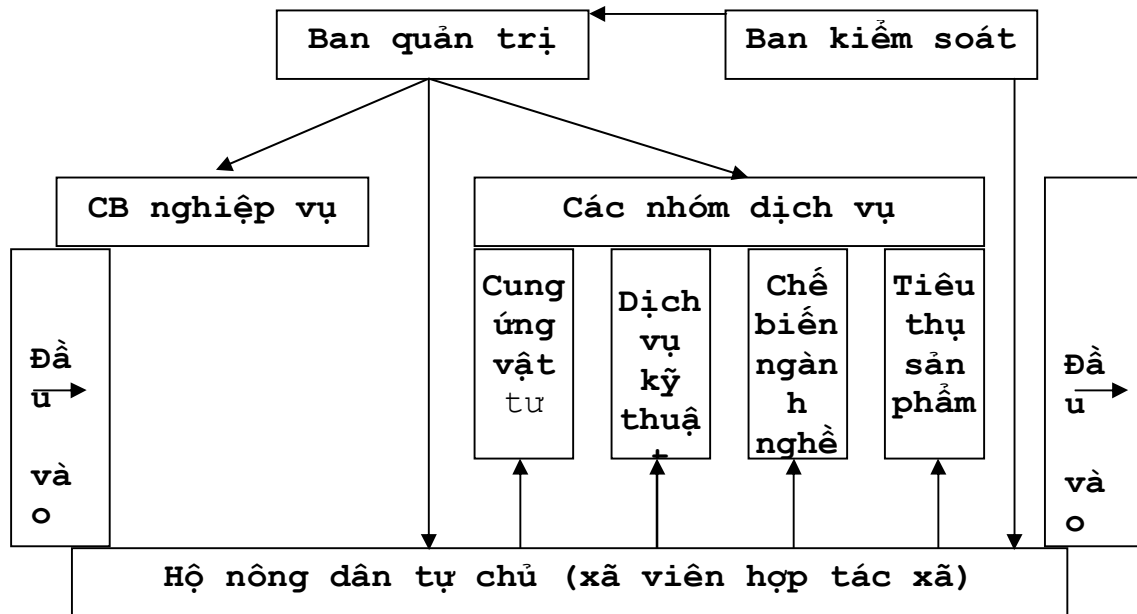 Ban quản trị
Ban kiểm soát
CB nghiệp vụ
Các nhóm dịch vụ
Đầ
u
và
o
Cung
ứng
vật
tư
Dịch
vụ
kỹ
thuậ
t
Chế
biến
ngàn
h
nghề
Tiêu
thụ
sản
phẩm
Đầ
u
và
o
Hộ nông dân tự chủ (xã viên hợp tác xã)